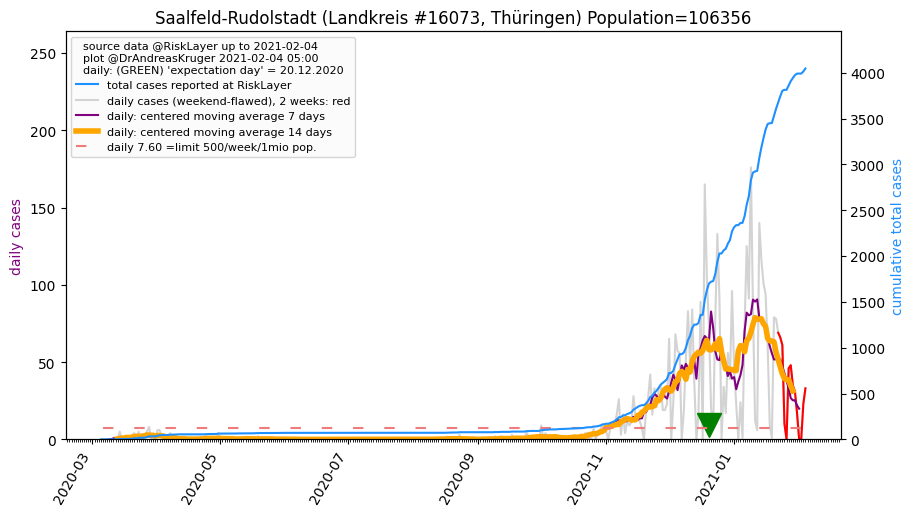 Saalfeld-Rudolstadt (Landkreis #16073, Thüringen) Population=106356
source data @RiskLayer up to 2021-02-04
plot @DrAndreasKruger 2021-02-04 05:00
daily: (GREEN) 'expectation day' = 20.12.2020
total cases reported at RiskLayer
daily cases (weekend-flawed), 2 weeks: red
daily: centered moving average 7 days
daily: centered moving average 14 days
daily 7.60 =limit 500/week/1mio pop.
daily cases
250
200
150
100
50
0
cumulative total cases
4000
3500
3000
2500
2000
1500
1000
500
0
2020-03
2020-05
2020-07
2020-09
2020-11
2021-01